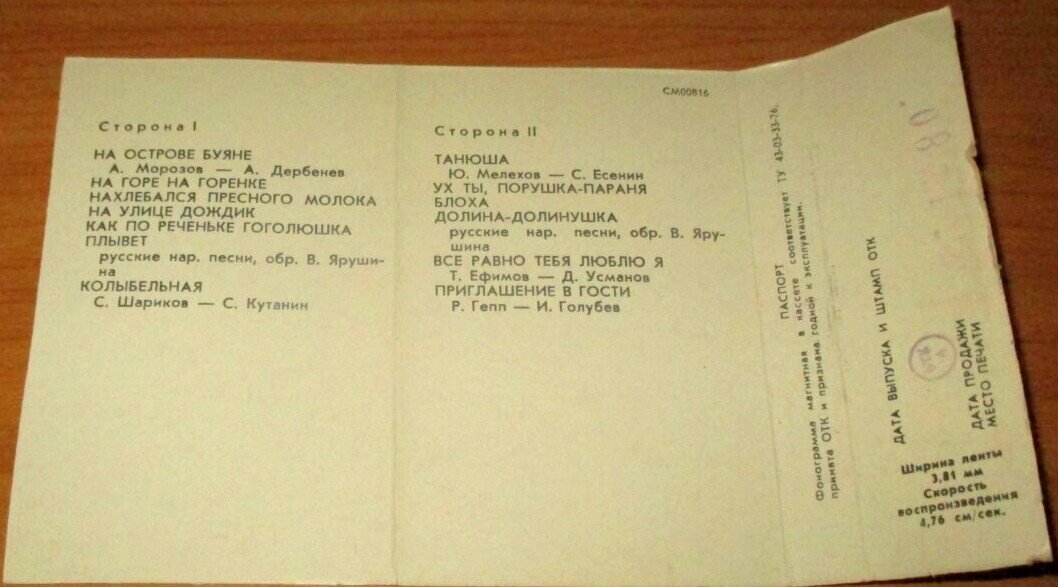 СМ00816
Сторона I
НА ОСТРОВЕ БУЯНЕ
А. Морозов — А. Дербенев
НА ГОРЕ НА ГОРЕНКЕ
НАХЛЕБАЛСЯ ПРЕСНОГО МОЛОКА
НА УЛИЦЕ ДОЖДИК
КАК ПО РЕЧЕНЬКЕ ГОГОЛЮШКА
ПЛЫВЕТ
русские нар. песни, обр. В. Яруши-
на
КОЛЫБЕЛЬНАЯ
С. Шариков — С. Кутанин
Сторона II
ТАНЮША
Ю. Мелехов — С. Есенин
УХ ТЫ, ПОРУШКА-ПАРАНЯ
БЛОХА
ДОЛИНА-ДОЛИНУШКА
русские нар. песни, обр. В. Яру-
шина
ВСЕ РАВНО ТЕБЯ ЛЮБЛЮ Я
Т. Ефимов — Д. Усманов
ПРИГЛАШЕНИЕ В ГОСТИ
Р. Гепп — И. Голубев
ПАСПОРТ
Фонограмма магнитная в кассете соответствует ТУ 43-03-33-76,
принята ОТК и признана годной к эксплуатации.
ДАТА ВЫПУСКА И ШТАМП ОТК
ДАТА ПРОДАЖИ
МЕСТО ПЕЧАТИ
Ширина ленты
3,81 мм
Скорость
воспроизведения
4,76 см/сек.